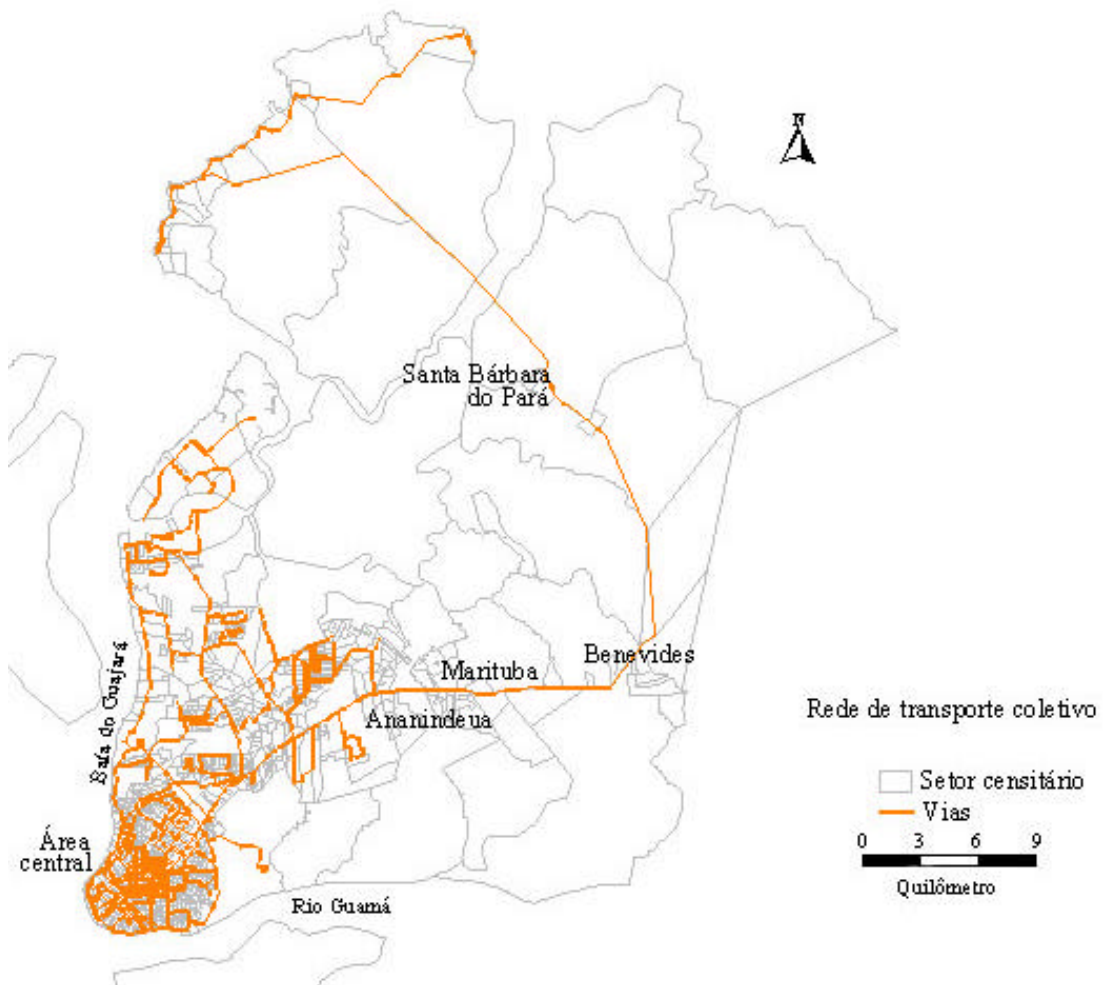 N
Santa Bárbara
do Pará
Baía do Guajará
Marituba
Benevides
Ananindeua
Área
central
Rio Guamá
Rede de transporte coletivo
Setor censitário
Vias
0 3 6 9
Quilômetro